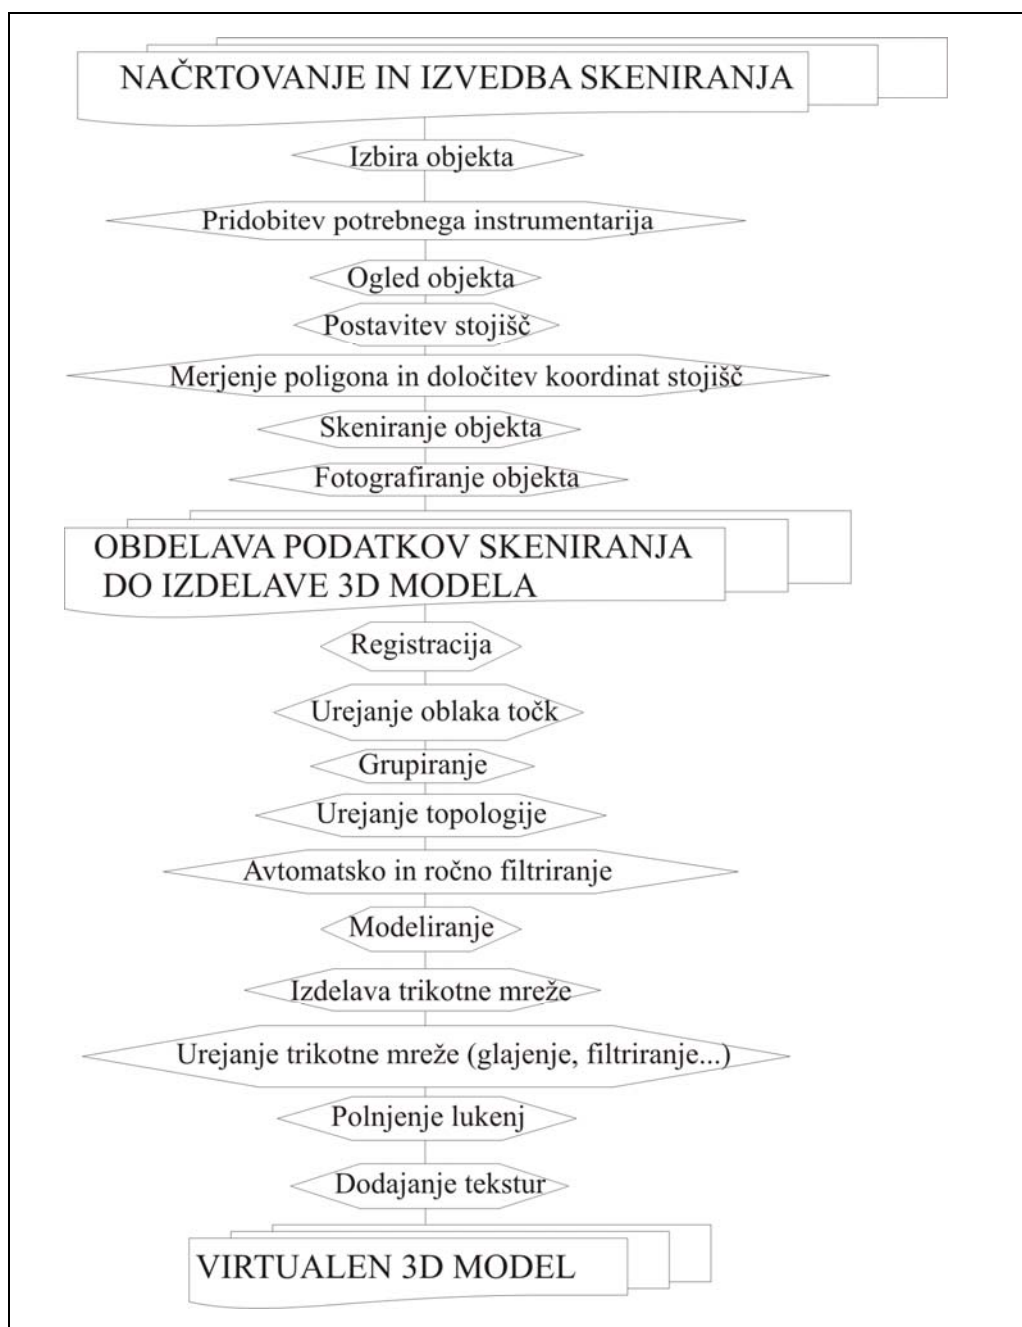 NAČRTOVANJE IN IZVEDBA SKENIRANJA
Izbira objekta
Pridobitev potrebnega instrumentarija
Ogled objekta
Postavitev stojišč
Merjenje poligona in določitev koordinat stojišč
Skeniranje objekta
Fotografiranje objekta
OBDELAVA PODATKOV SKENIRANJA
DO IZDELAVE 3D MODELA
Registracija
Urejanje oblaka točk
Grupiranje
Urejanje topologije
Avtomatsko in ročno filtriranje
Modeliranje
Izdelava trikotne mreže
Urejanje trikotne mreže (glajenje, filtriranje...)
Polnjenje lukenj
Dodajanje tekstur
VIRTUALEN 3D MODEL